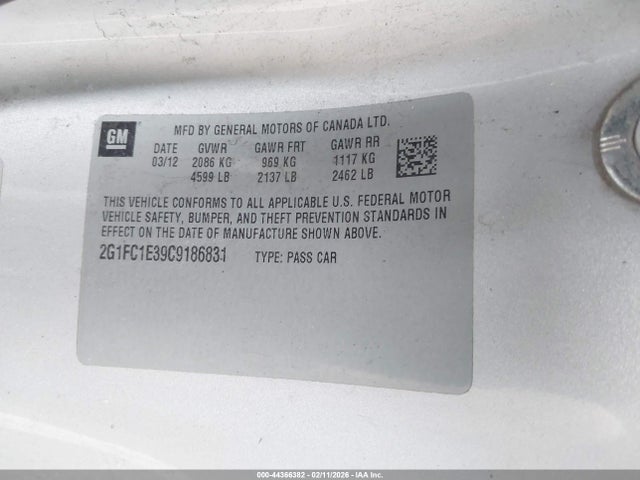 GM
MFD BY GENERAL MOTORS OF CANADA LTD.
DATE GVWR GAWR FRT GAWR RR
03/12 2086 KG 969 KG 1117 KG
4599 LB 2137 LB 2462 LB
THIS VEHICLE CONFORMS TO ALL APPLICABLE U.S. FEDERAL MOTOR
VEHICLE SAFETY, BUMPER, AND THEFT PREVENTION STANDARDS IN
EFFECT ON THE DATE OF MANUFACTURE SHOWN ABOVE.
2G1FC1E39C9186831 TYPE: PASS CAR
000-44366382 - 02/11/2026 - IAA Inc.